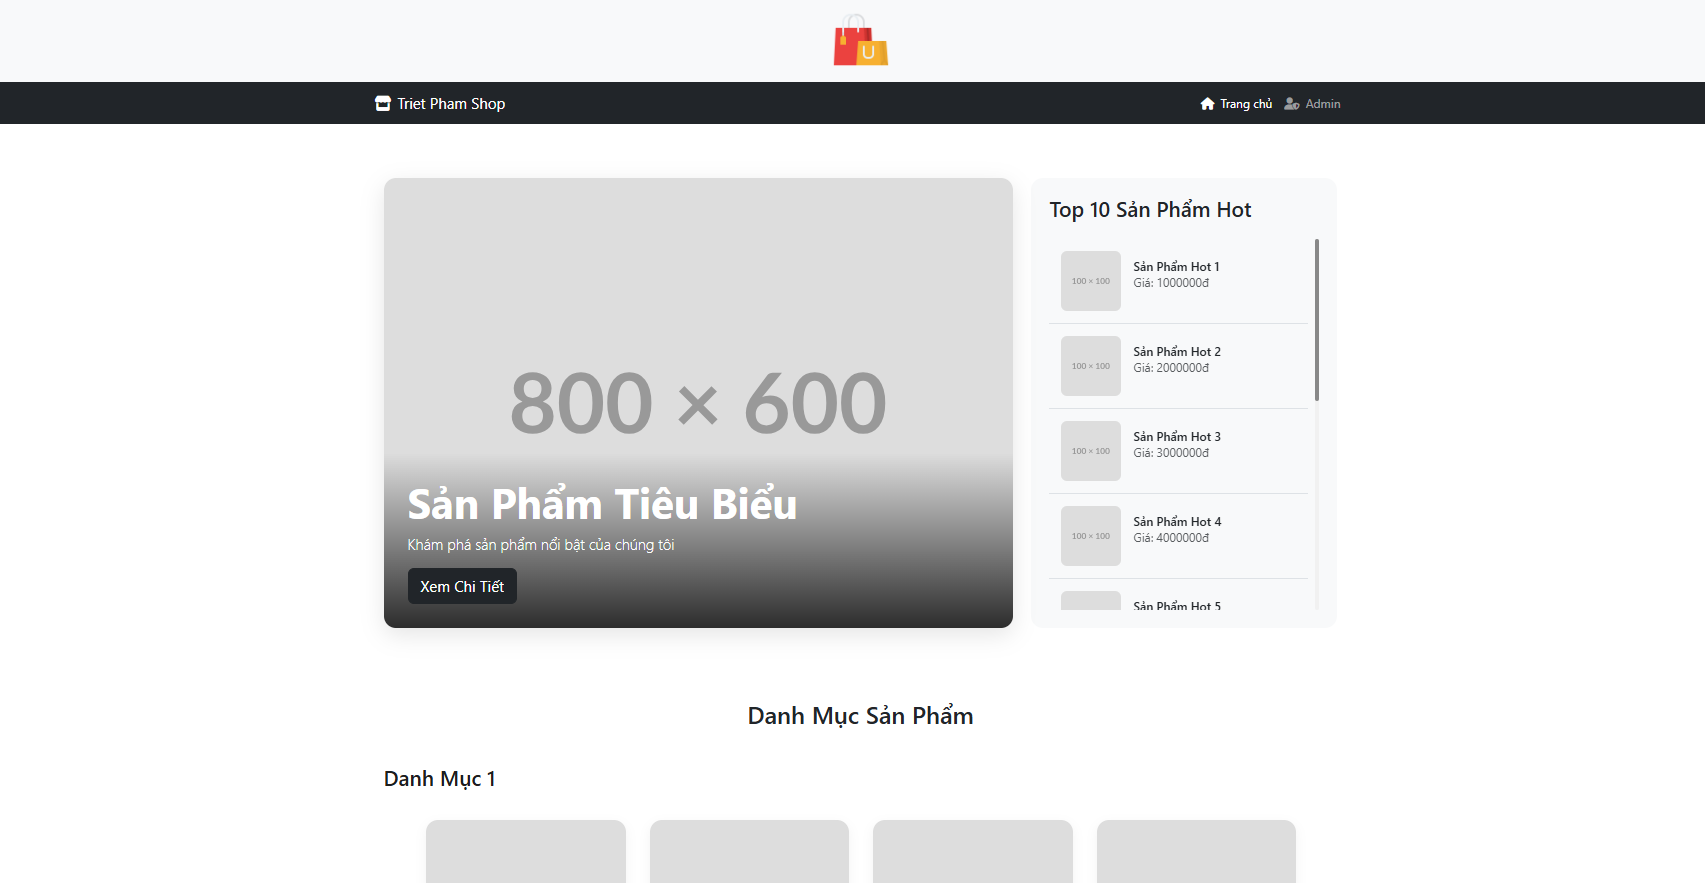 U
Triet Pham Shop
Trang chủ
Admin
800 × 600
Sản Phẩm Tiêu Biểu
Khám phá sản phẩm nổi bật của chúng tôi
Xem Chi Tiết
Top 10 Sản Phẩm Hot
100 × 100
Sản Phẩm Hot 1
Giá: 1000000đ
100 × 100
Sản Phẩm Hot 2
Giá: 2000000đ
100 × 100
Sản Phẩm Hot 3
Giá: 3000000đ
100 × 100
Sản Phẩm Hot 4
Giá: 4000000đ
Sản Phẩm Hot 5
Danh Mục Sản Phẩm
Danh Mục 1